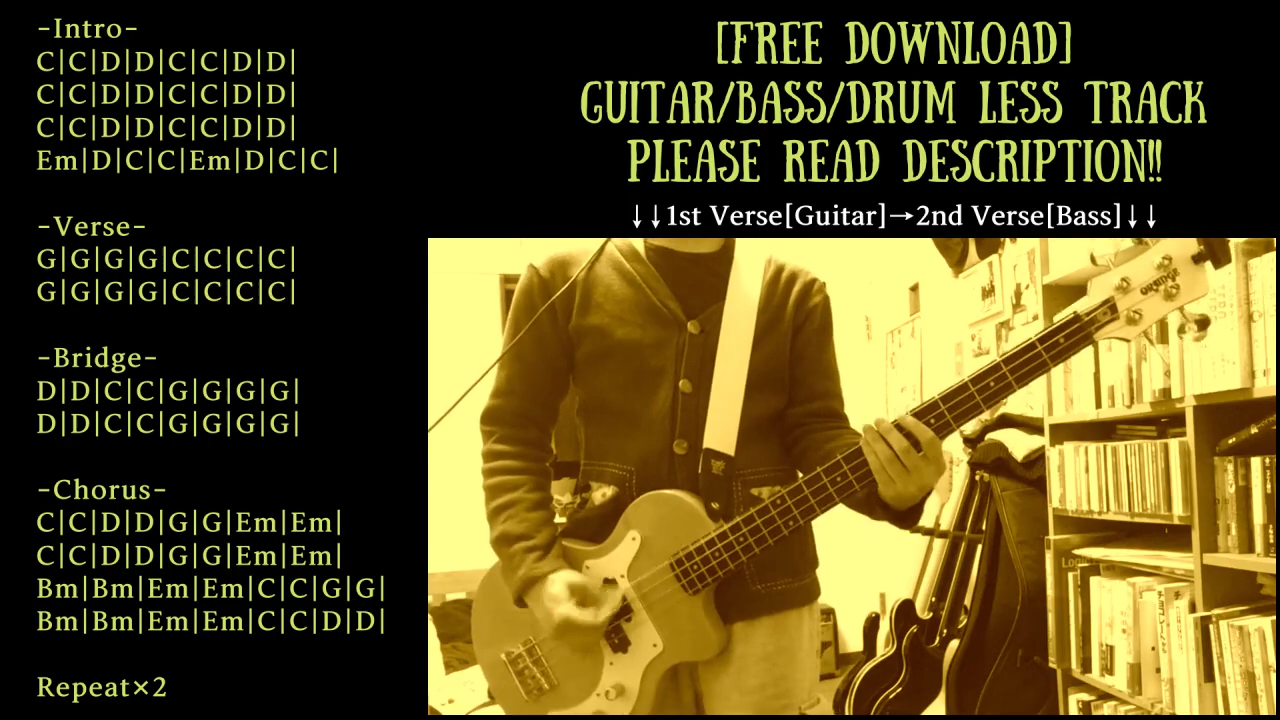 -Intro-
C|C|D|D|C|C|D|D|
C|C|D|D|C|C|D|D|
C|C|D|D|C|C|D|D|
Em|D|C|C|Em|D|C|C|
-Verse-
G|G|G|G|C|C|C|C|
G|G|G|G|C|C|C|C|
-Bridge-
D|D|C|C|G|G|G|G|
D|D|C|C|G|G|G|G|
-Chorus-
C|C|D|D|G|G|Em|Em|
C|C|D|D|G|G|Em|Em|
Bm|Bm|Em|Em|C|C|G|G|
Bm|Bm|Em|Em|C|C|D|D|
Repeat×2
[FREE DOWNLOAD]
GUITAR/BASS/DRUM LESS TRACK
PLEASE READ DESCRIPTION!!
↓↓1st Verse[Guitar]→2nd Verse[Bass]↓↓
ORANGE